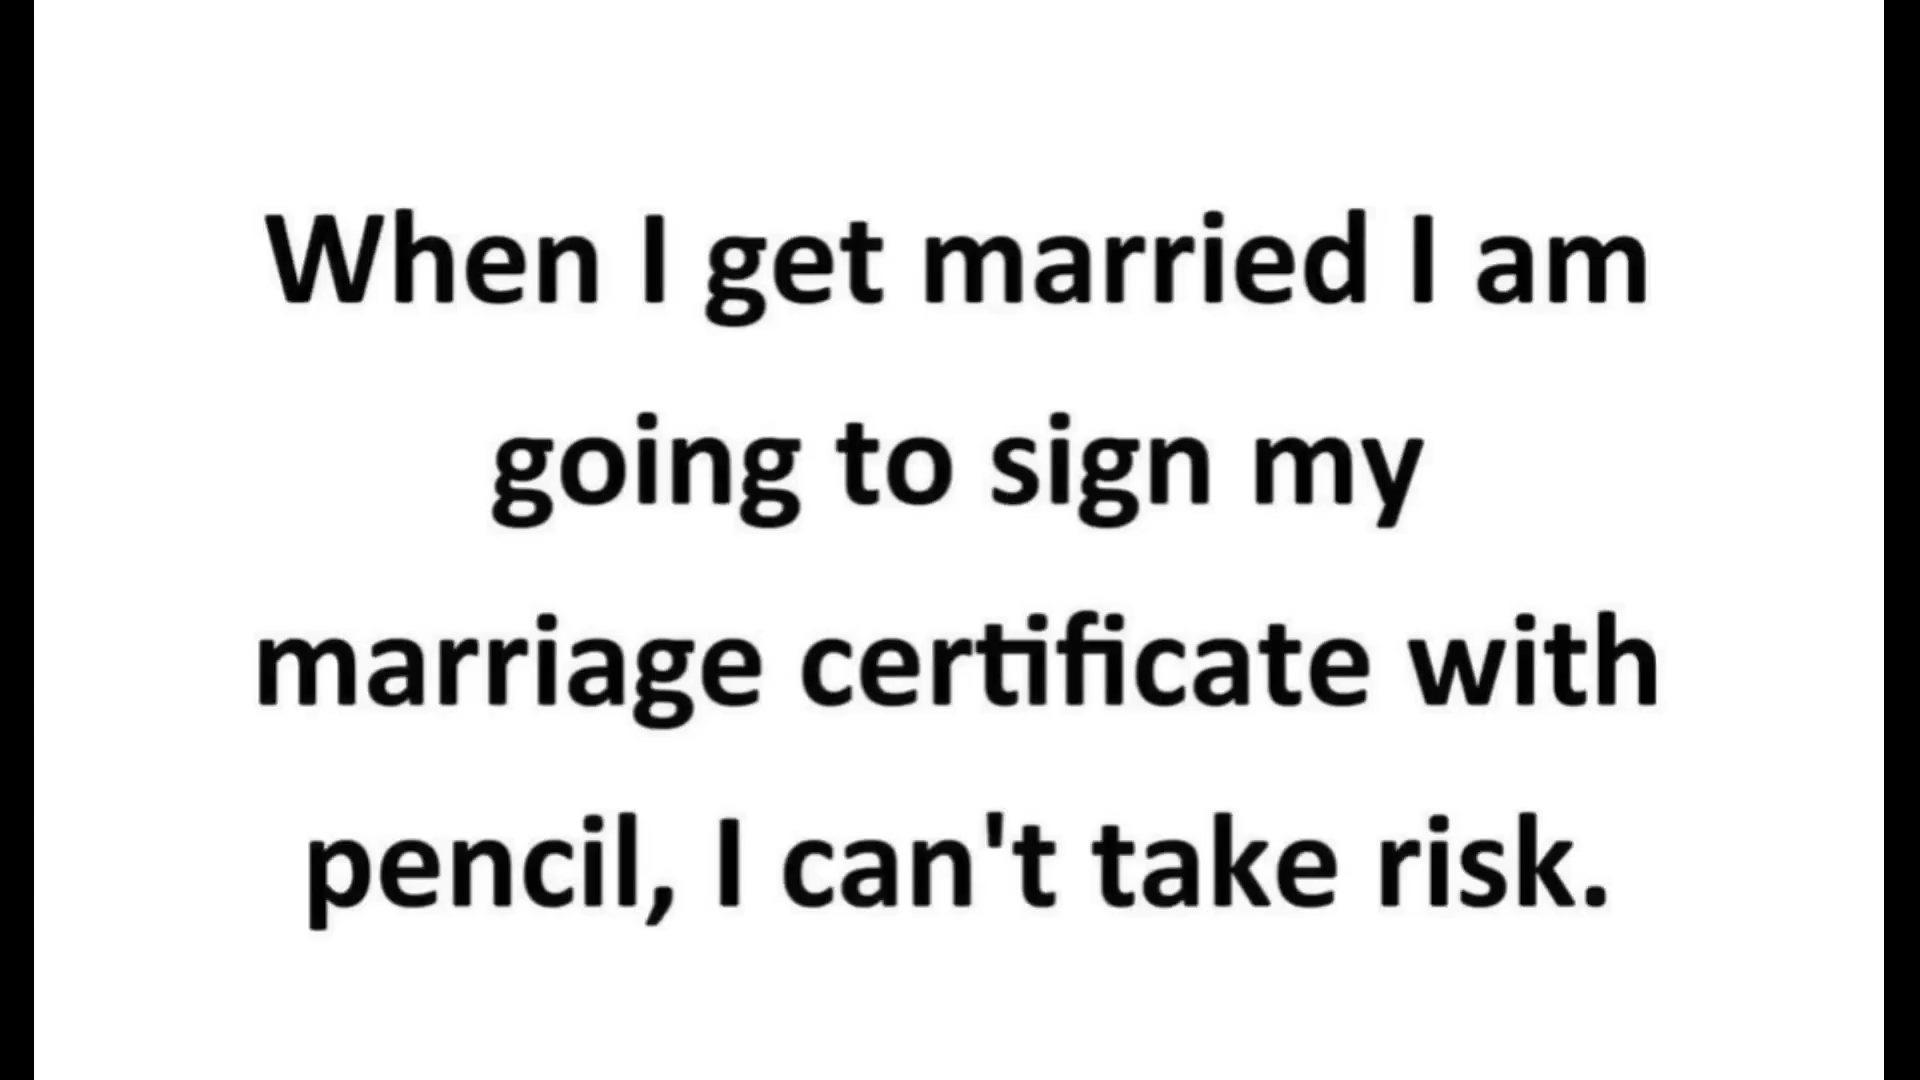 When I get married I am
going to sign my
marriage certificate with
pencil, I can't take risk.